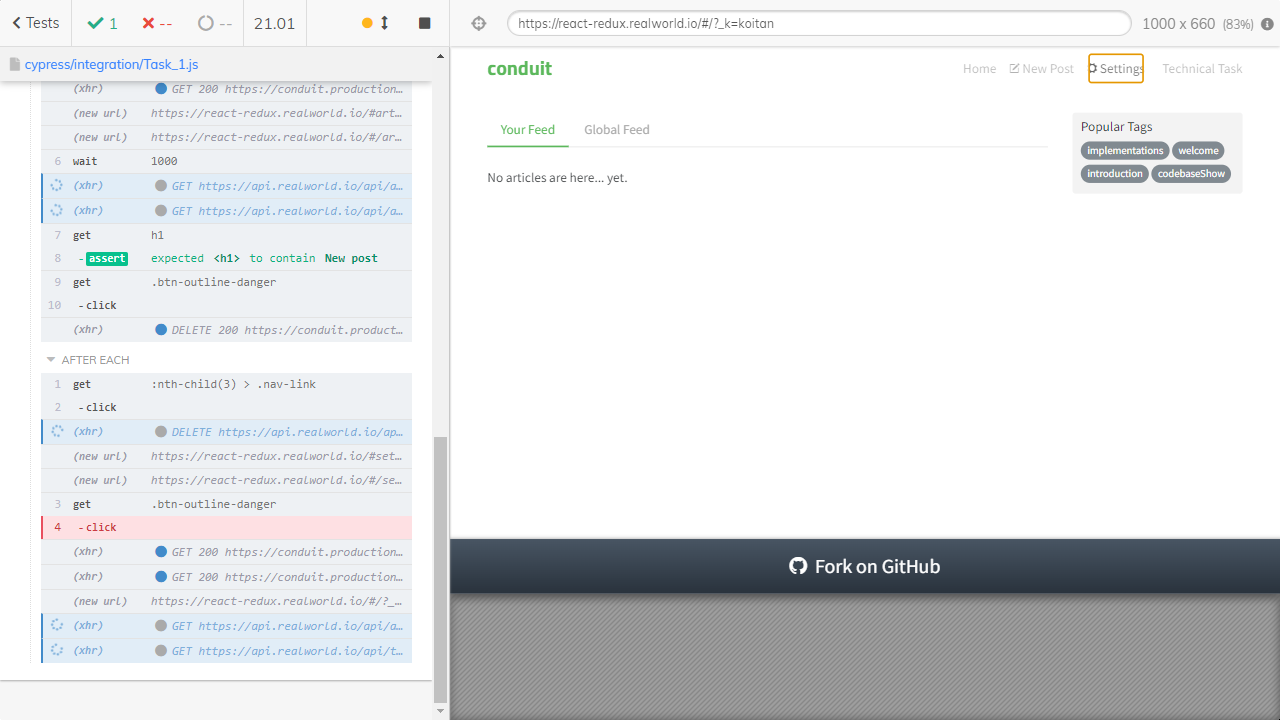 Tests
1
--
--
21.01
https://react-redux.realworld.io/#/?_k=koitan
1000 x 660 (83%)
cypress/integration/Task_1.js
(xhr) GET 200 https://conduit.production…
(new url) https://react-redux.realworld.io/#art…
(new url) https://react-redux.realworld.io/#/ar…
6 wait 1000
(xhr) GET https://api.realworld.io/api/a…
(xhr) GET https://api.realworld.io/api/a…
7 get h1
8 -assert expected <h1> to contain New post
9 get .btn-outline-danger
10 -click
(xhr) DELETE 200 https://conduit.product…
AFTER EACH
1 get :nth-child(3) > .nav-link
2 -click
(xhr) DELETE https://api.realworld.io/ap…
(new url) https://react-redux.realworld.io/#set…
(new url) https://react-redux.realworld.io/#/se…
3 get .btn-outline-danger
4 -click
(xhr) GET 200 https://conduit.production…
(xhr) GET 200 https://conduit.production…
(new url) https://react-redux.realworld.io/#/?_…
(xhr) GET https://api.realworld.io/api/a…
(xhr) GET https://api.realworld.io/api/t…
conduit
Home New Post Settings Technical Task
Your Feed Global Feed
No articles are here... yet.
Popular Tags
implementations welcome
introduction codebaseShow
Fork on GitHub